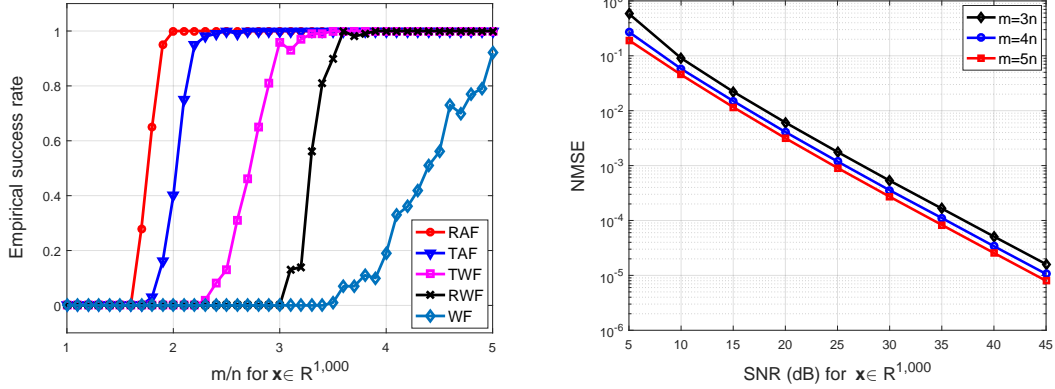 1
0.8
0.6
0.4
0.2
0
Empirical success rate
1 2 3 4 5
m/n for x∈ R^1,000
RAF
TAF
TWF
RWF
WF
10^0
10^-1
10^-2
10^-3
10^-4
10^-5
10^-6
NMSE
5 10 15 20 25 30 35 40 45
SNR (dB) for x∈ R^1,000
m=3n
m=4n
m=5n